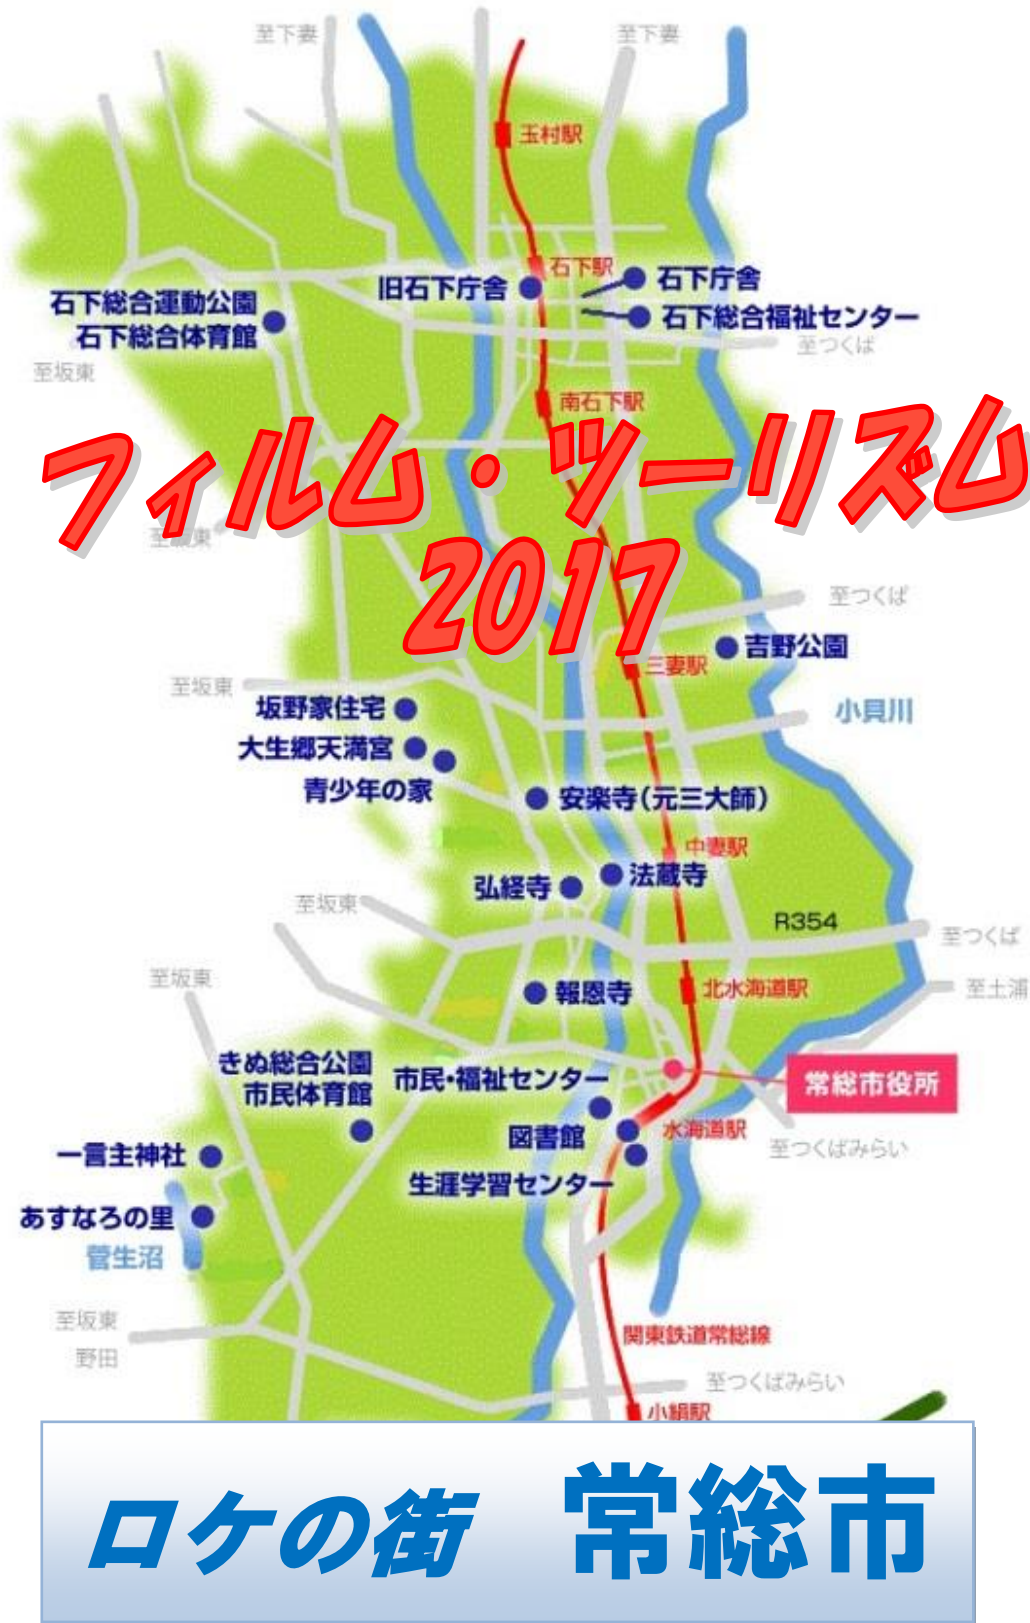 至下妻
至下妻
玉村駅
石下駅
旧石下庁舎
石下庁舎
石下総合運動公園
石下総合体育館
石下総合福祉センター
至つくば
至坂東
南石下駅
フィルム・ツーリズム
至坂東
2017
至つくば
吉野公園
三妻駅
至坂東
坂野家住宅
小貝川
大生郷天満宮
青少年の家
安楽寺(元三大師)
中妻駅
法蔵寺
弘経寺
至坂東
R354
至つくば
至坂東
報恩寺
北水海道駅
至土浦
きぬ総合公園
市民体育館
市民・福祉センター
常総市役所
図書館
水海道駅
至つくばみらい
一言主神社
生涯学習センター
あすなろの里
菅生沼
至坂東
野田
関東鉄道常総線
至つくばみらい
小絹駅
ロケの街 常総市